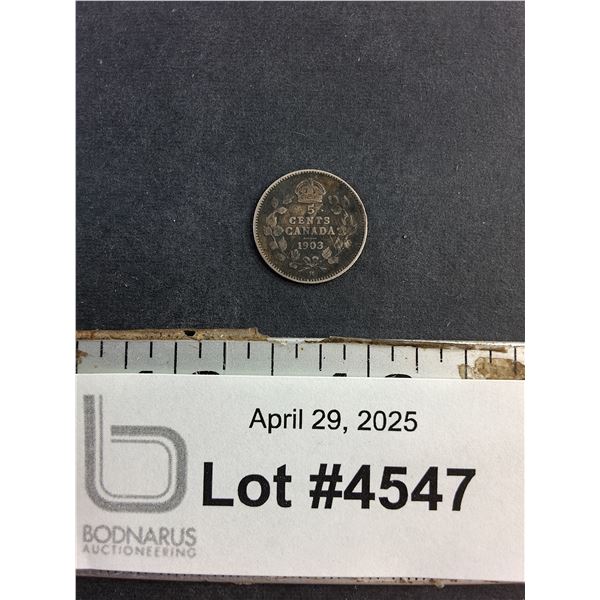 5
CENTS
CANADA
1903
H
April 29, 2025
Lot #4547
b
BODNARUS
AUCTIONEERING